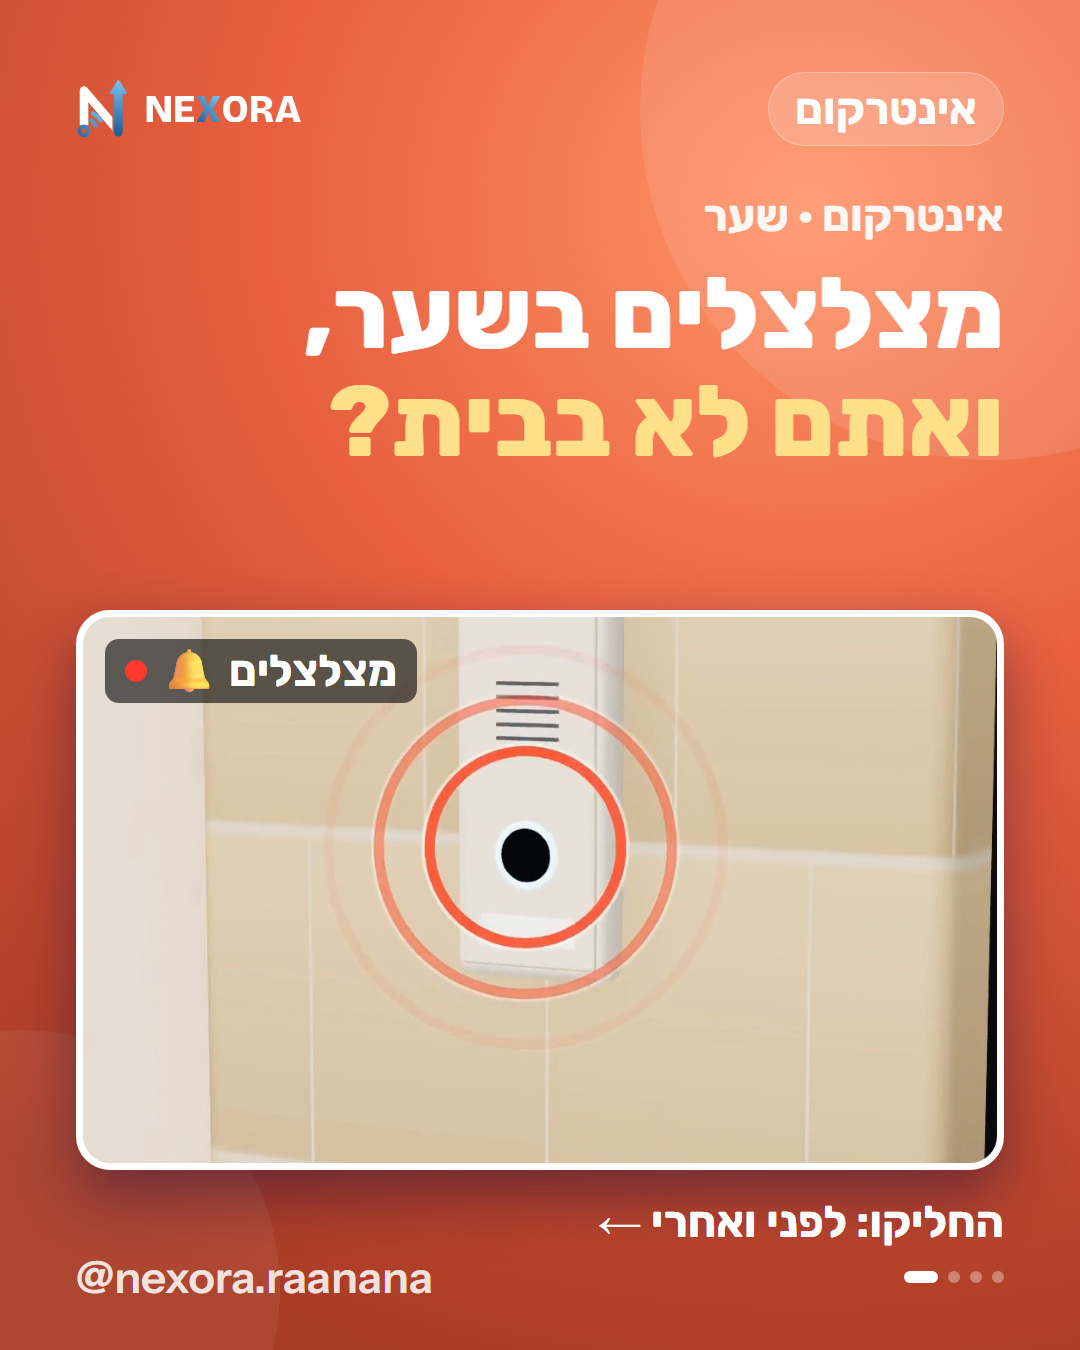 NEXORA
אינטרקום
אינטרקום • שער
מצלצלים בשער,
ואתם לא בבית?
מצלצלים 🔔
החליקו: לפני ואחרי ←
@nexora.raanana